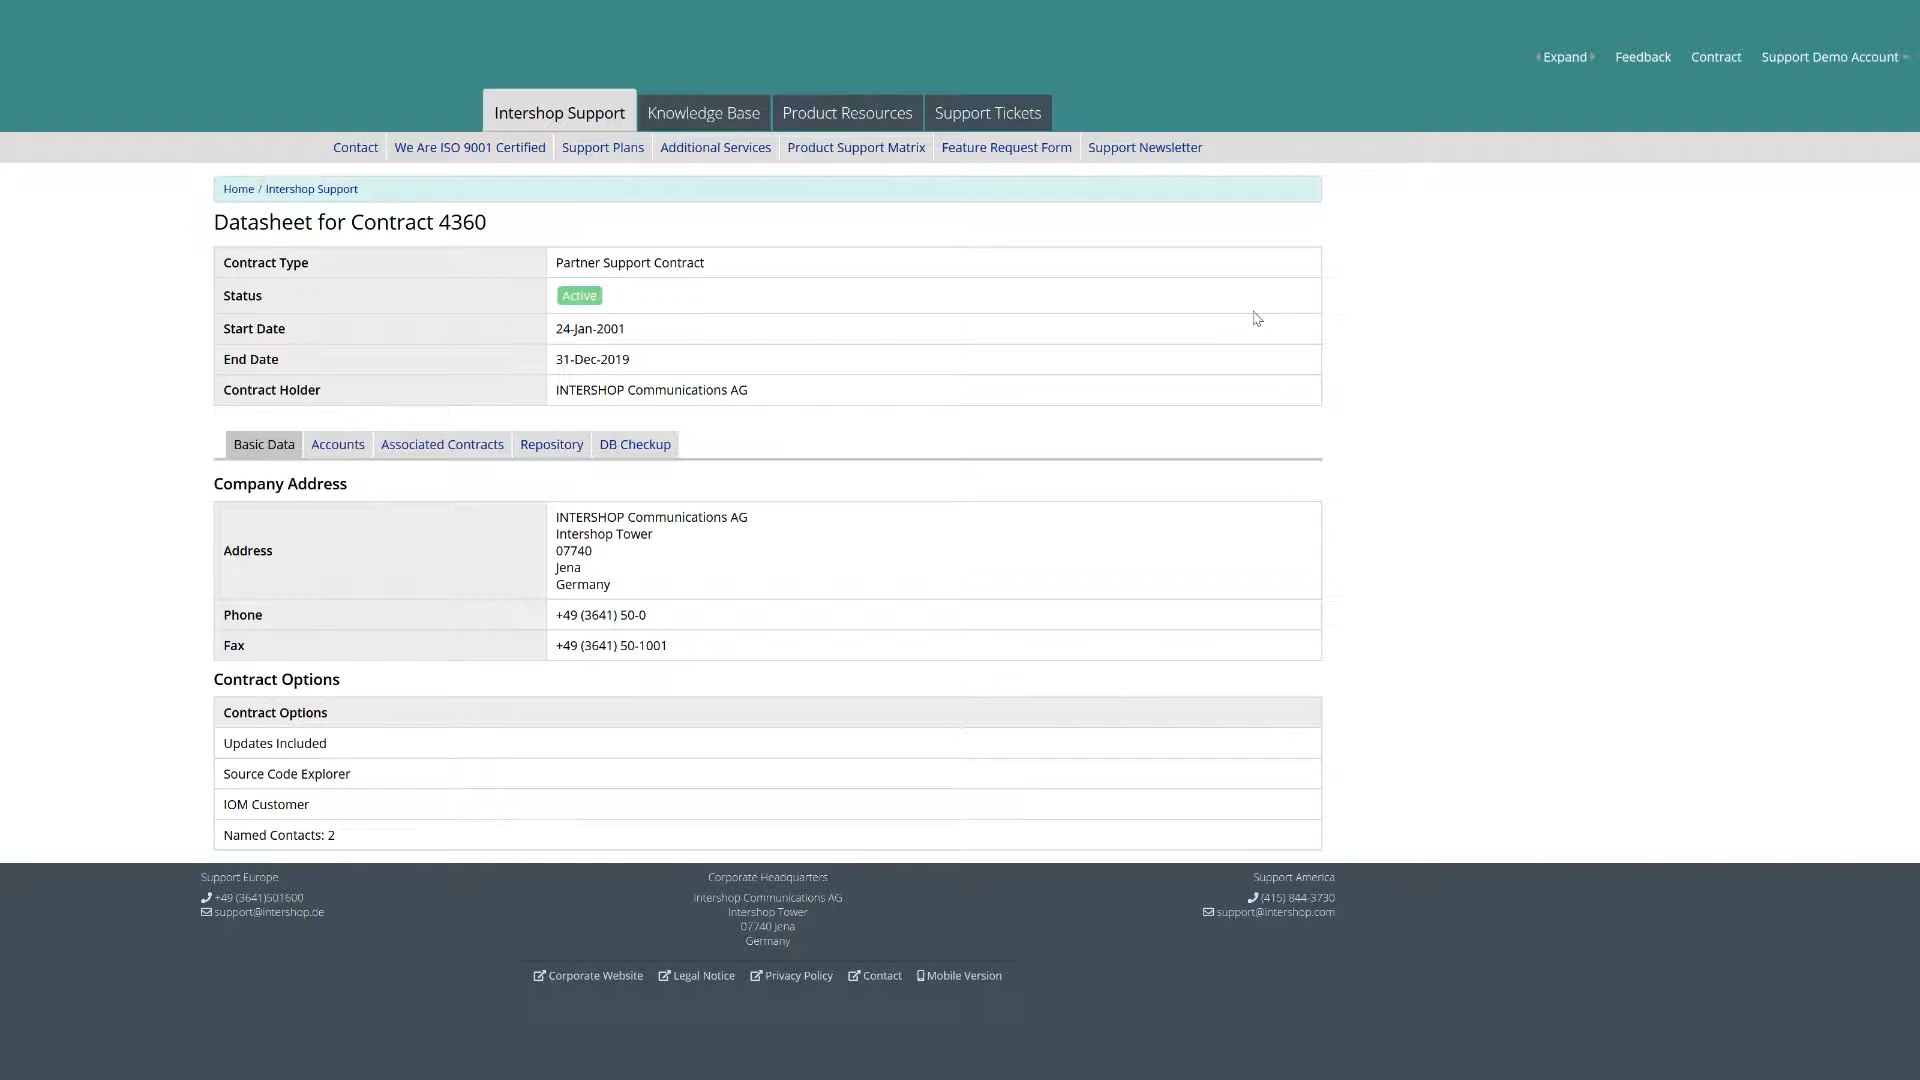 Expand
Feedback
Contract
Support Demo Account
Intershop Support
Knowledge Base
Product Resources
Support Tickets
Contact
We Are ISO 9001 Certified
Support Plans
Additional Services
Product Support Matrix
Feature Request Form
Support Newsletter
Home / Intershop Support
Datasheet for Contract 4360
Contract Type
Partner Support Contract
Status
Active
Start Date
24-Jan-2001
End Date
31-Dec-2019
Contract Holder
INTERSHOP Communications AG
Basic Data
Accounts
Associated Contracts
Repository
DB Checkup
Company Address
Address
INTERSHOP Communications AG
Intershop Tower
07740
Jena
Germany
Phone
+49 (3641) 50-0
Fax
+49 (3641) 50-1001
Contract Options
Contract Options
Updates Included
Source Code Explorer
IOM Customer
Named Contacts: 2
Support Europe
+49 (3641)501600
support@intershop.de
Corporate Headquarters
Intershop Communications AG
Intershop Tower
07740 Jena
Germany
Support America
(415) 844-3730
support@intershop.com
Corporate Website
Legal Notice
Privacy Policy
Contact
Mobile Version